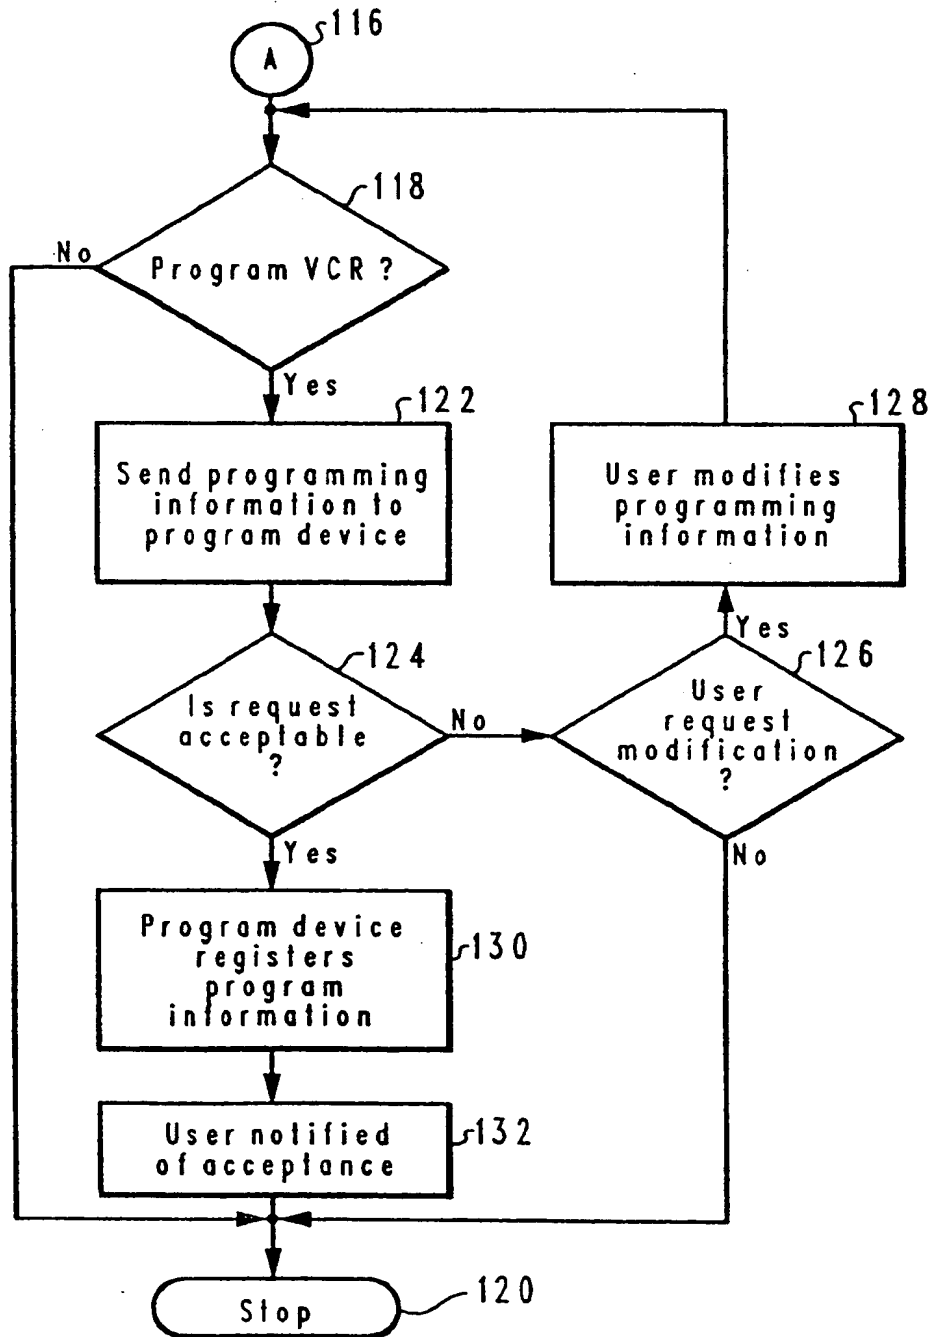 116
A
118
No
Program VCR ?
Yes
122
Send programming
information to
program device
128
User modifies
programming
information
Yes
124
Is request
acceptable
?
No
126
User
request
modification
?
Yes
No
Program device
registers
program
information
130
User notified
of acceptance
132
Stop
120